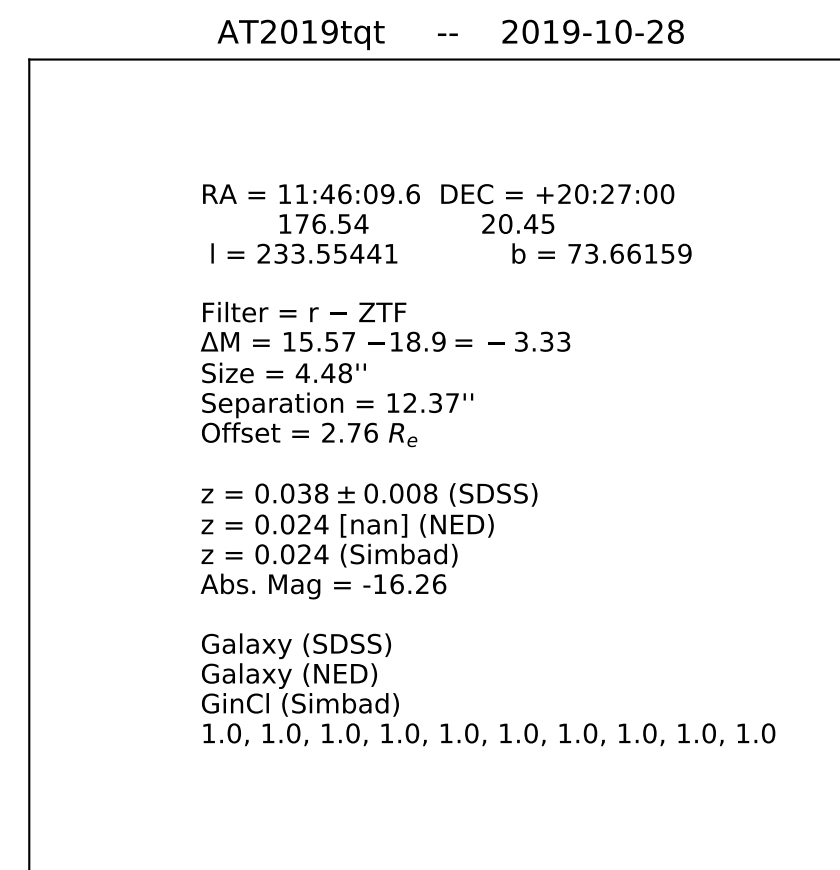 AT2019tqt -- 2019-10-28
RA = 11:46:09.6 DEC = +20:27:00
176.54 20.45
l = 233.55441 b = 73.66159
Filter = r − ZTF
ΔM = 15.57 −18.9 = − 3.33
Size = 4.48''
Separation = 12.37''
Offset = 2.76 Re
z = 0.038 ± 0.008 (SDSS)
z = 0.024 [nan] (NED)
z = 0.024 (Simbad)
Abs. Mag = -16.26
Galaxy (SDSS)
Galaxy (NED)
GinCl (Simbad)
1.0, 1.0, 1.0, 1.0, 1.0, 1.0, 1.0, 1.0, 1.0, 1.0